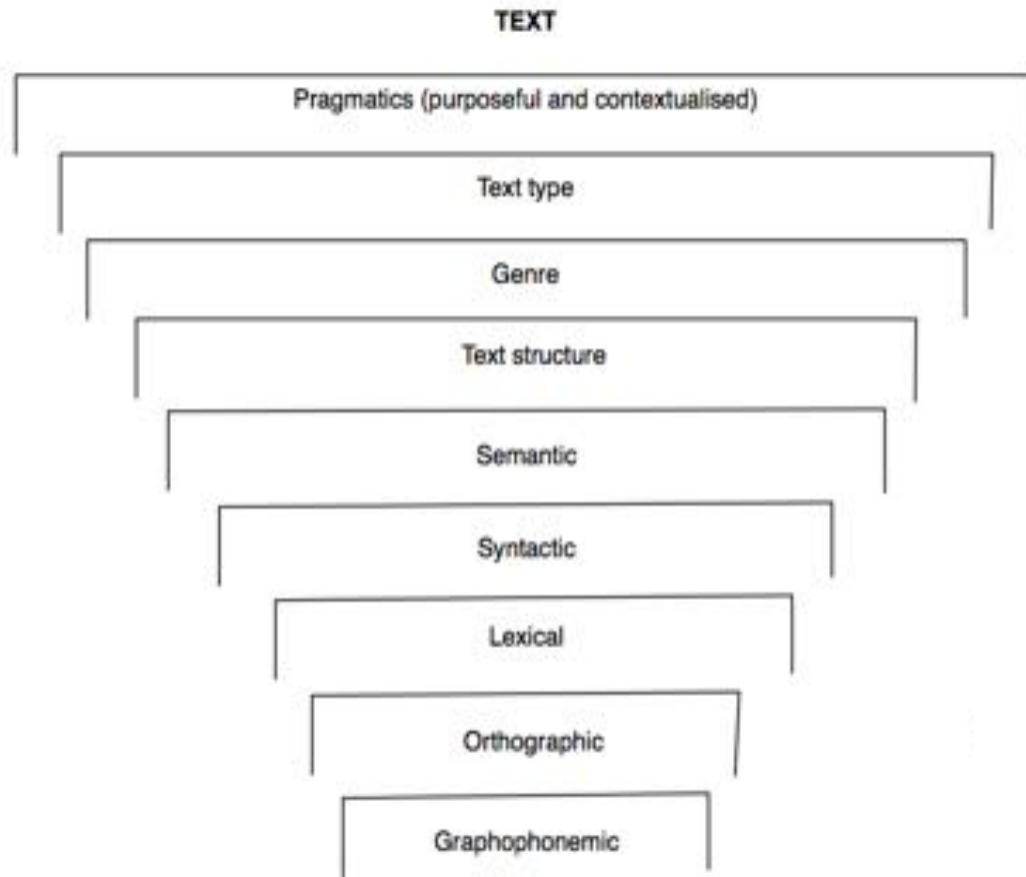 TEXT
Pragmatics (purposeful and contextualised)
Text type
Genre
Text structure
Semantic
Syntactic
Lexical
Orthographic
Graphophonemic